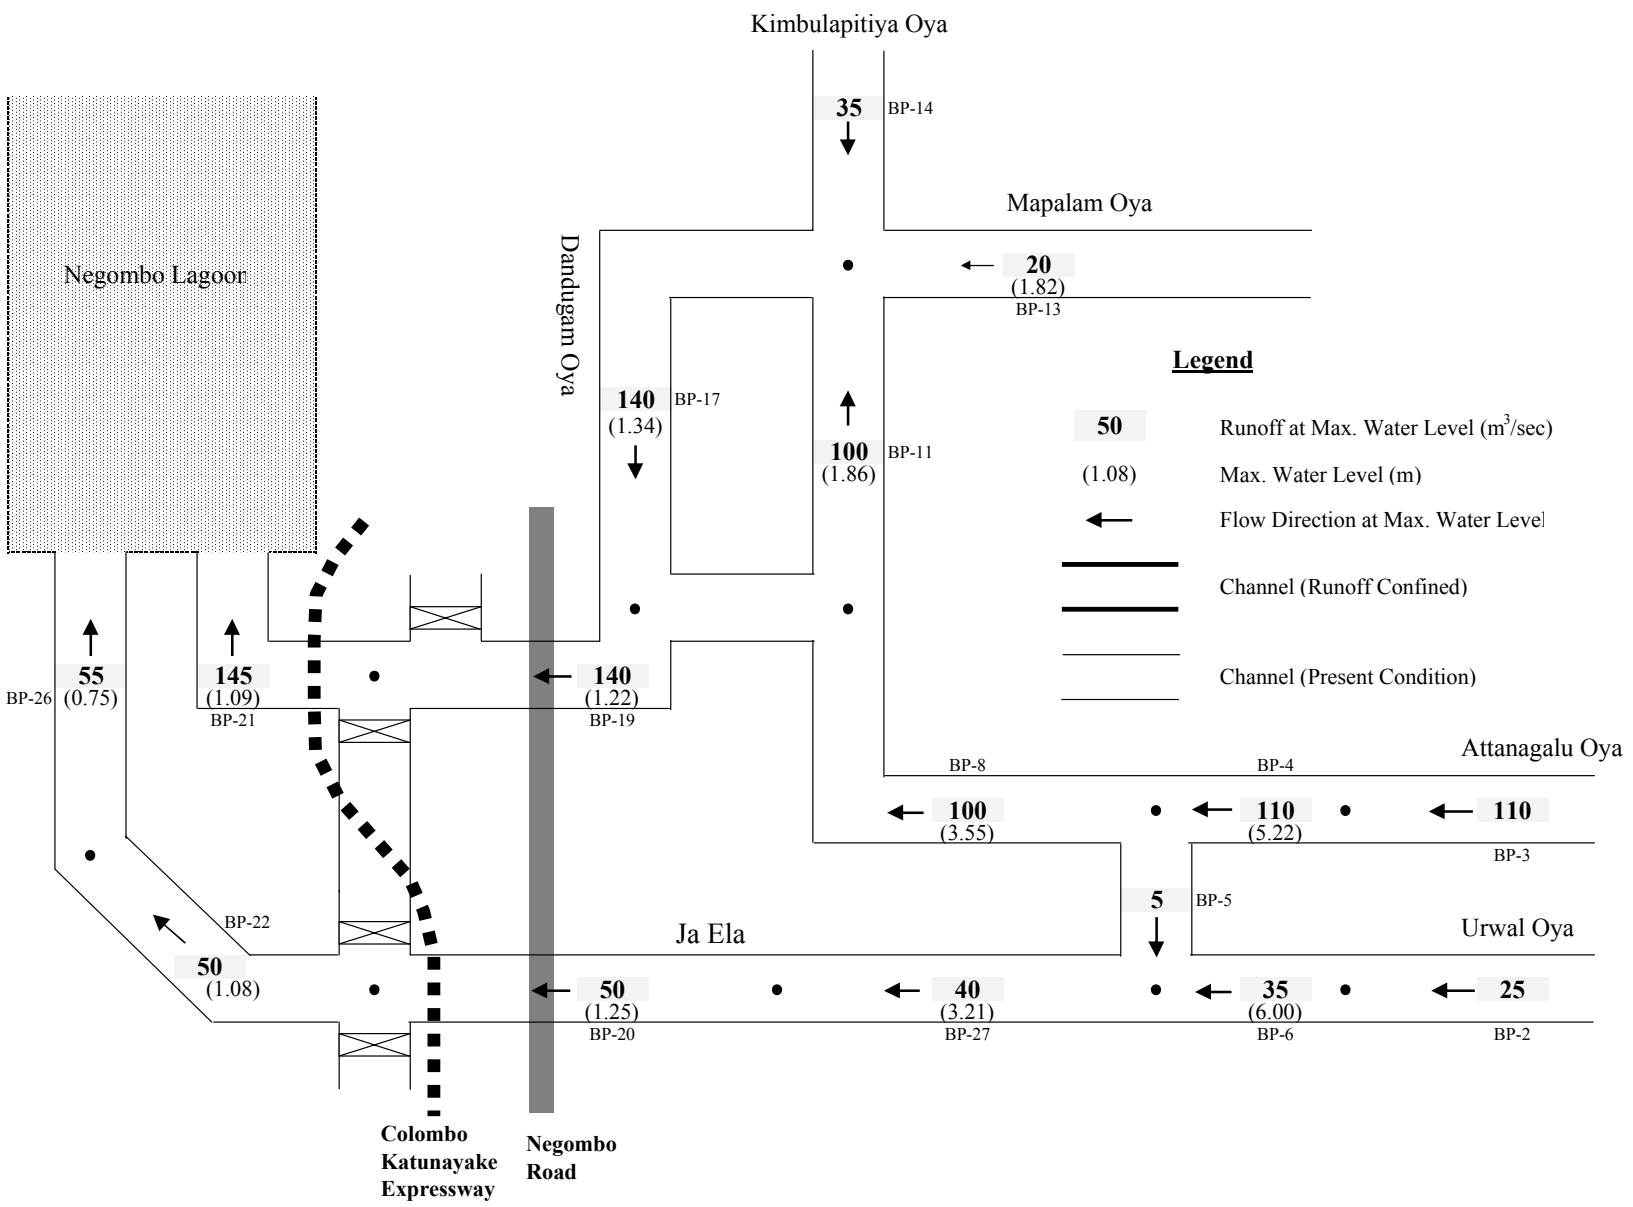 Kimbulapitiya Oya
35
BP-14
Mapalam Oya
20
(1.82)
BP-13
Negombo Lagoon
Dandugam Oya
140
(1.34)
BP-17
100
(1.86)
BP-11
Legend
50
Runoff at Max. Water Level (m³/sec)
(1.08)
Max. Water Level (m)
Flow Direction at Max. Water Level
Channel (Runoff Confined)
Channel (Present Condition)
BP-26
55
(0.75)
145
(1.09)
BP-21
140
(1.22)
BP-19
Attanagalu Oya
BP-8
100
(3.55)
BP-4
110
(5.22)
110
BP-3
5
BP-5
Urwal Oya
BP-22
50
(1.08)
Ja Ela
50
(1.25)
BP-20
40
(3.21)
BP-27
35
(6.00)
BP-6
25
BP-2
Colombo
Katunayake
Expressway
Negombo
Road